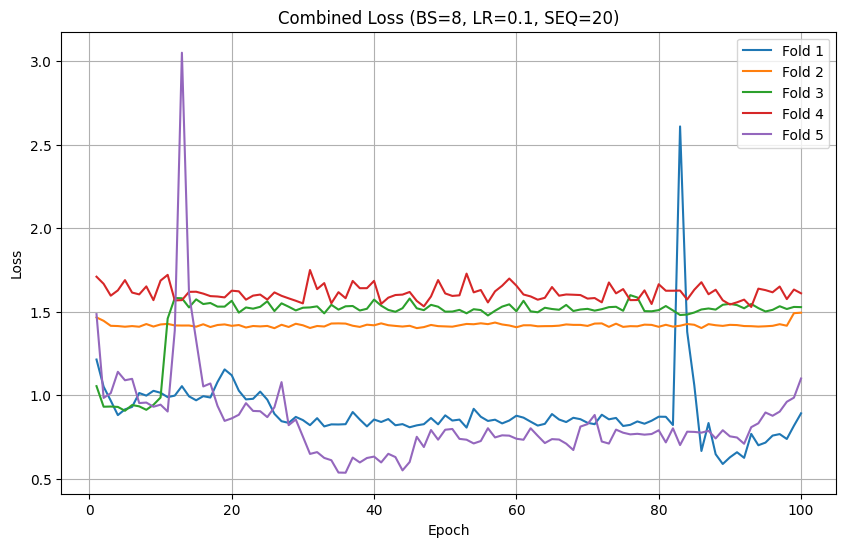 Combined Loss (BS=8, LR=0.1, SEQ=20)
Fold 1
Fold 2
Fold 3
Fold 4
Fold 5
3.0
2.5
2.0
1.5
1.0
0.5
Loss
0 20 40 60 80 100
Epoch